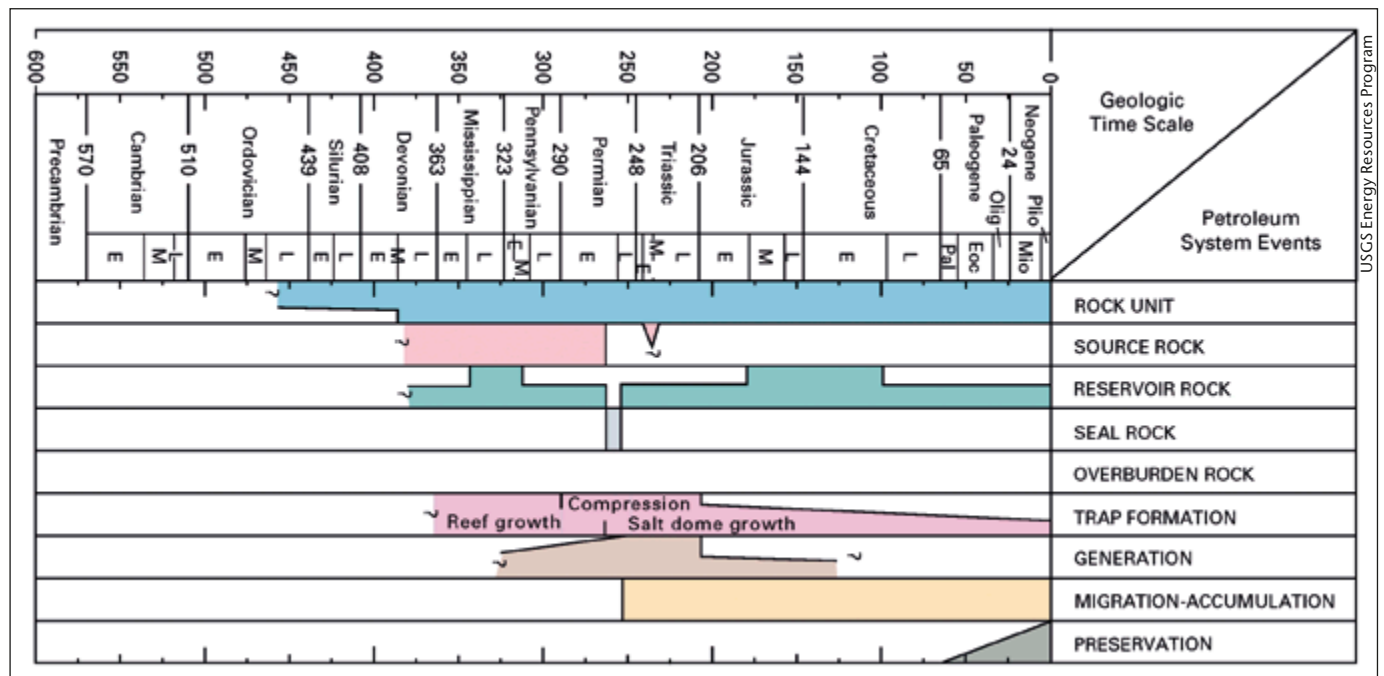 600
550
500
450
400
350
300
250
200
150
100
50
0
Geologic
Time Scale
Petroleum
System Events
Precambrian
570
Cambrian
510
Ordovician
439
Silurian
408
Devonian
363
Mississippian
323
Pennsylvanian
290
Permian
248
Triassic
206
Jurassic
144
Cretaceous
65
Paleogene
24
Neogene
Olig
Plio
E
M
L
E
M
L
E
L
E
M
L
E
L
E
M
L
E
L
E
M
L
E
M
L
E
L
Pal
Eoc
Mio
?
ROCK UNIT
?
?
SOURCE ROCK
?
RESERVOIR ROCK
SEAL ROCK
OVERBURDEN ROCK
Compression
? Reef growth
Salt dome growth
TRAP FORMATION
?
?
GENERATION
MIGRATION-ACCUMULATION
PRESERVATION
USGS Energy Resources Program